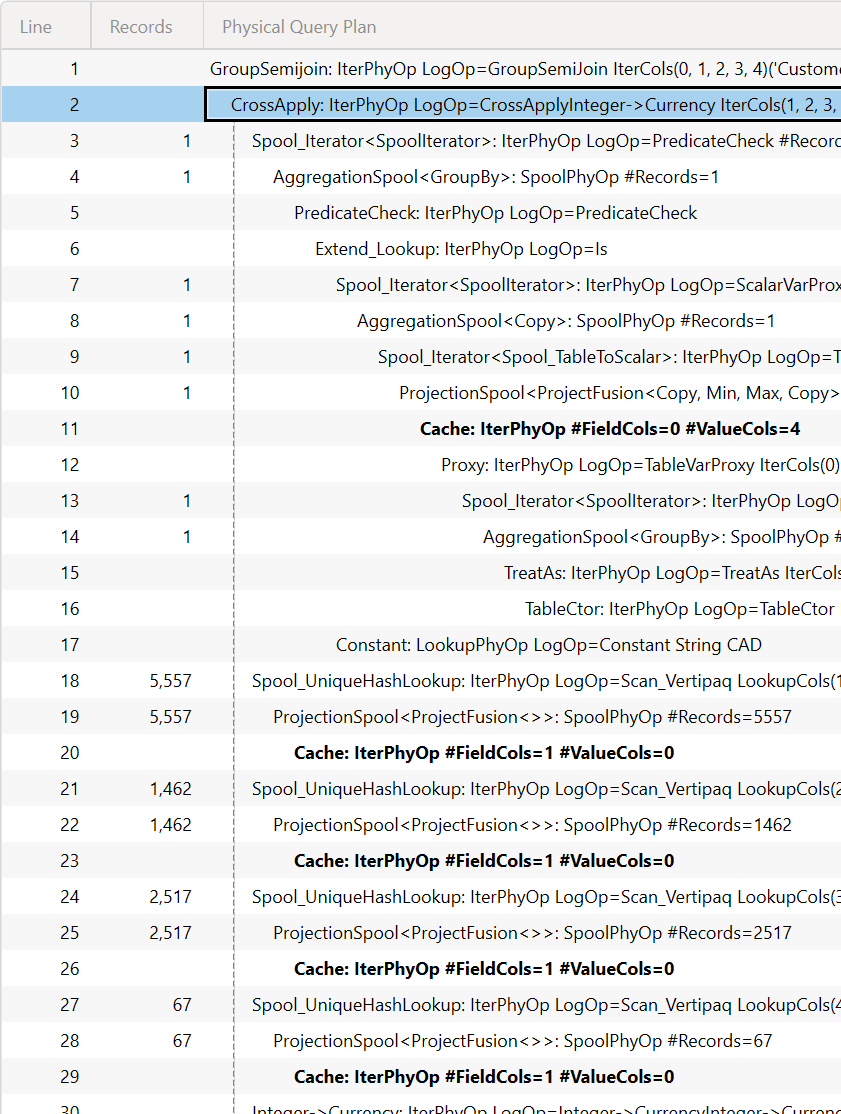 Line Records Physical Query Plan
1 GroupSemijoin: IterPhyOp LogOp=GroupSemiJoin IterCols(0, 1, 2, 3, 4)('Custome
2 CrossApply: IterPhyOp LogOp=CrossApplyInteger->Currency IterCols(1, 2, 3,
3 1 Spool_Iterator<SpoolIterator>: IterPhyOp LogOp=PredicateCheck #Record
4 1 AggregationSpool<GroupBy>: SpoolPhyOp #Records=1
5 PredicateCheck: IterPhyOp LogOp=PredicateCheck
6 Extend_Lookup: IterPhyOp LogOp=Is
7 1 Spool_Iterator<SpoolIterator>: IterPhyOp LogOp=ScalarVarProx
8 1 AggregationSpool<Copy>: SpoolPhyOp #Records=1
9 1 Spool_Iterator<Spool_TableToScalar>: IterPhyOp LogOp=T
10 1 ProjectionSpool<ProjectFusion<Copy, Min, Max, Copy>
11 Cache: IterPhyOp #FieldCols=0 #ValueCols=4
12 Proxy: IterPhyOp LogOp=TableVarProxy IterCols(0)
13 1 Spool_Iterator<SpoolIterator>: IterPhyOp LogOp
14 1 AggregationSpool<GroupBy>: SpoolPhyOp #
15 TreatAs: IterPhyOp LogOp=TreatAs IterCols
16 TableCtor: IterPhyOp LogOp=TableCtor
17 Constant: LookupPhyOp LogOp=Constant String CAD
18 5,557 Spool_UniqueHashLookup: IterPhyOp LogOp=Scan_Vertipaq LookupCols(1
19 5,557 ProjectionSpool<ProjectFusion<>>: SpoolPhyOp #Records=5557
20 Cache: IterPhyOp #FieldCols=1 #ValueCols=0
21 1,462 Spool_UniqueHashLookup: IterPhyOp LogOp=Scan_Vertipaq LookupCols(2
22 1,462 ProjectionSpool<ProjectFusion<>>: SpoolPhyOp #Records=1462
23 Cache: IterPhyOp #FieldCols=1 #ValueCols=0
24 2,517 Spool_UniqueHashLookup: IterPhyOp LogOp=Scan_Vertipaq LookupCols(3
25 2,517 ProjectionSpool<ProjectFusion<>>: SpoolPhyOp #Records=2517
26 Cache: IterPhyOp #FieldCols=1 #ValueCols=0
27 67 Spool_UniqueHashLookup: IterPhyOp LogOp=Scan_Vertipaq LookupCols(4
28 67 ProjectionSpool<ProjectFusion<>>: SpoolPhyOp #Records=67
29 Cache: IterPhyOp #FieldCols=1 #ValueCols=0
30 Integer->Currency: IterPhyOp LogOp=Integer->CurrencyInteger->Curren